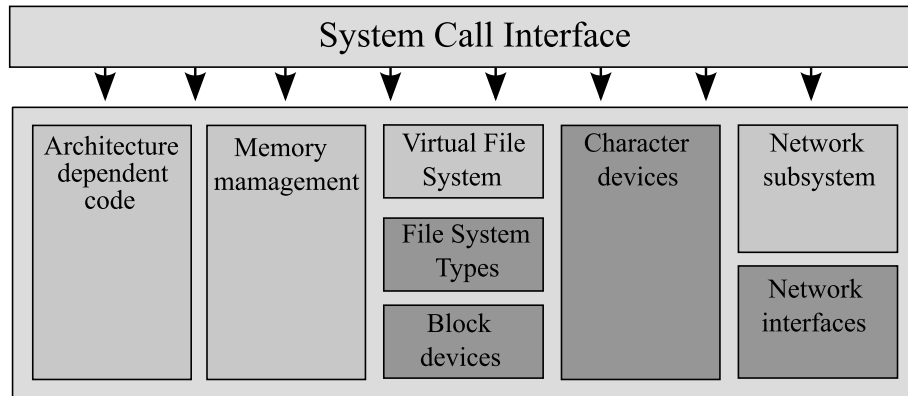 System Call Interface
Architecture
dependent
code
Memory
mamagement
Virtual File
System
File System
Types
Block
devices
Character
devices
Network
subsystem
Network
interfaces